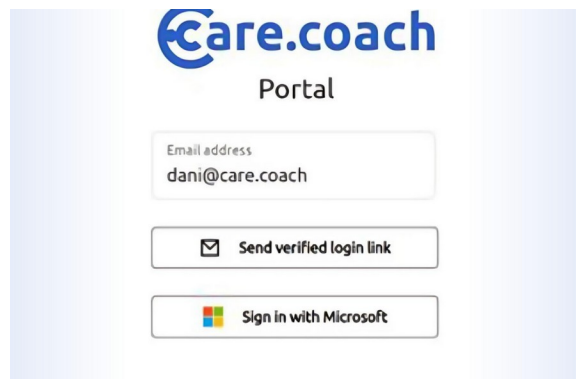 care.coach
Portal
Email address
dani@care.coach
Send verified login link
Sign in with Microsoft